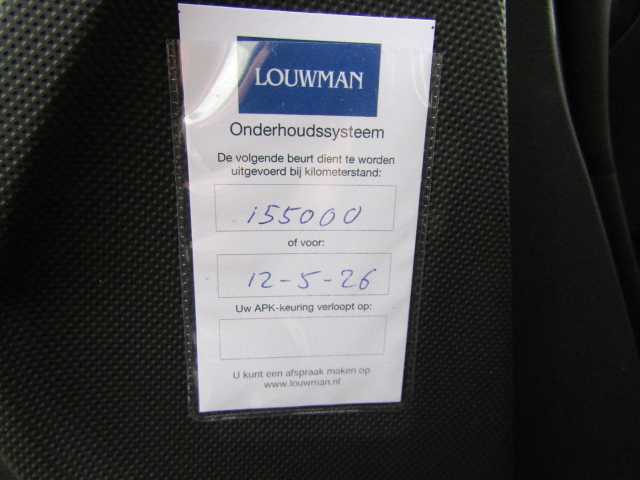 LOUWMAN
Onderhoudssysteem
De volgende beurt dient te worden
uitgevoerd bij kilometerstand:
155000
of voor:
12-5-26
Uw APK-keuring verloopt op:
U kunt een afspraak maken op
www.louwman.nl